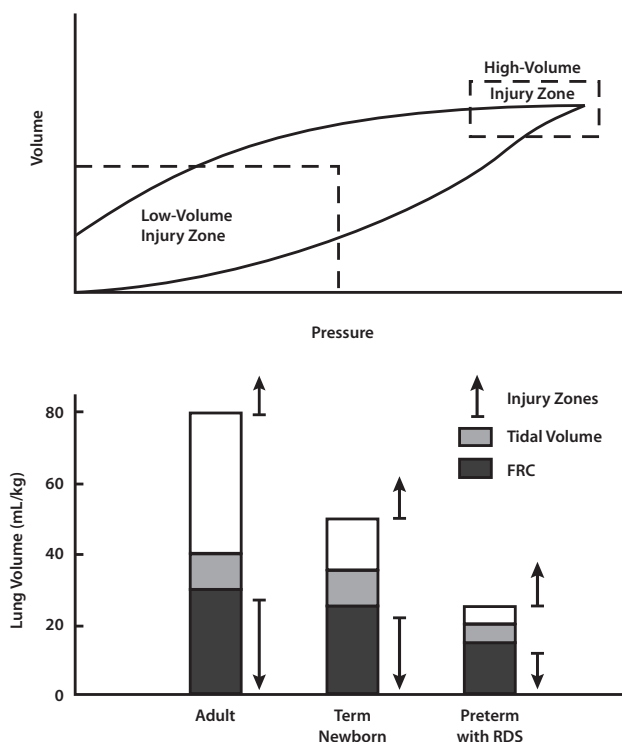 High-Volume
Injury Zone
Volume
Low-Volume
Injury Zone
Pressure
Injury Zones
Tidal Volume
FRC
Lung Volume (mL/kg)
80
60
40
20
0
Adult
Term
Newborn
Preterm
with RDS